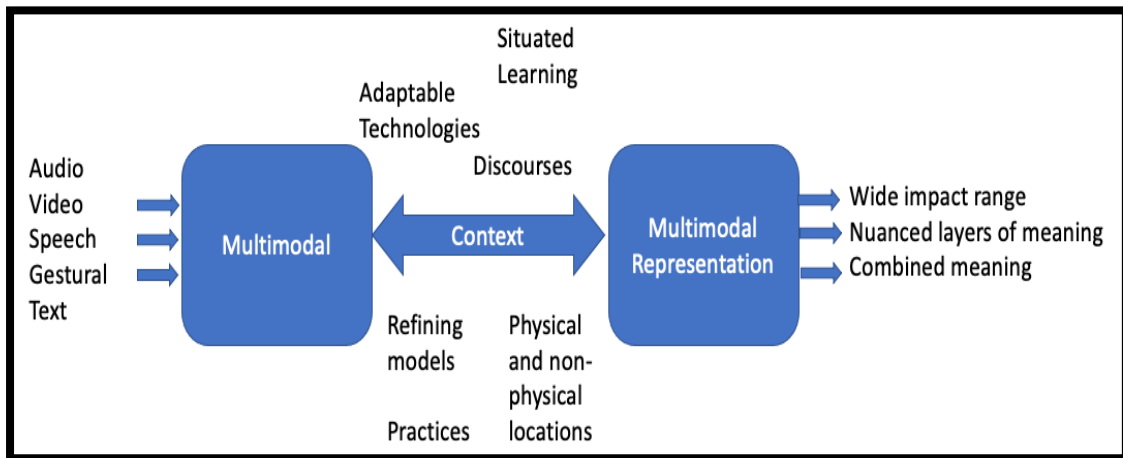 Situated
Learning
Adaptable
Technologies
Discourses
Audio
Video
Speech
Gestural
Text
Multimodal
Context
Multimodal
Representation
Wide impact range
Nuanced layers of meaning
Combined meaning
Refining
models
Practices
Physical
and non-
physical
locations